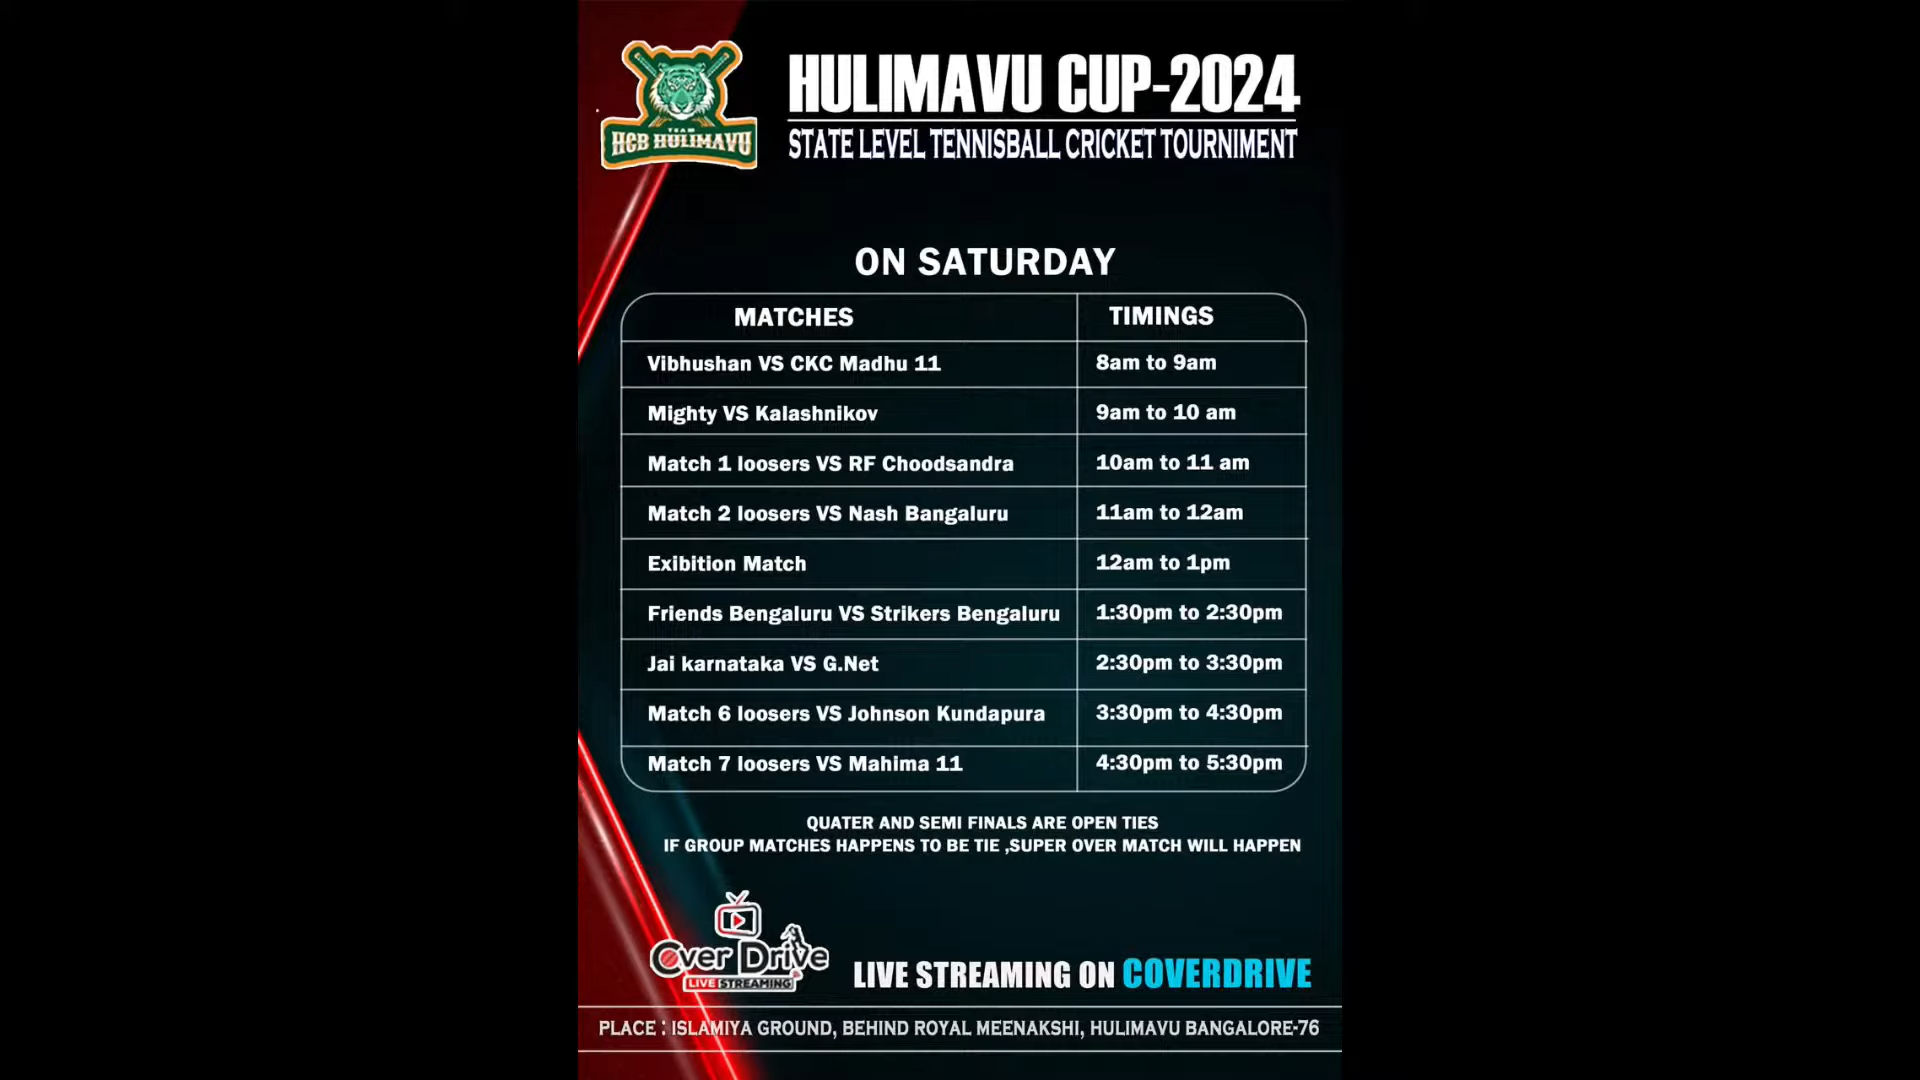 TEAM
HCB HULIMAVU
HULIMAVU CUP-2024
STATE LEVEL TENNISBALL CRICKET TOURNIMENT
ON SATURDAY
MATCHES TIMINGS
Vibhushan VS CKC Madhu 11 8am to 9am
Mighty VS Kalashnikov 9am to 10 am
Match 1 loosers VS RF Choodsandra 10am to 11 am
Match 2 loosers VS Nash Bangaluru 11am to 12am
Exibition Match 12am to 1pm
Friends Bengaluru VS Strikers Bengaluru 1:30pm to 2:30pm
Jai karnataka VS G.Net 2:30pm to 3:30pm
Match 6 loosers VS Johnson Kundapura 3:30pm to 4:30pm
Match 7 loosers VS Mahima 11 4:30pm to 5:30pm
QUATER AND SEMI FINALS ARE OPEN TIES
IF GROUP MATCHES HAPPENS TO BE TIE ,SUPER OVER MATCH WILL HAPPEN
Cover Drive
LIVE STREAMING
LIVE STREAMING ON COVERDRIVE
PLACE : ISLAMIYA GROUND, BEHIND ROYAL MEENAKSHI, HULIMAVU BANGALORE-76